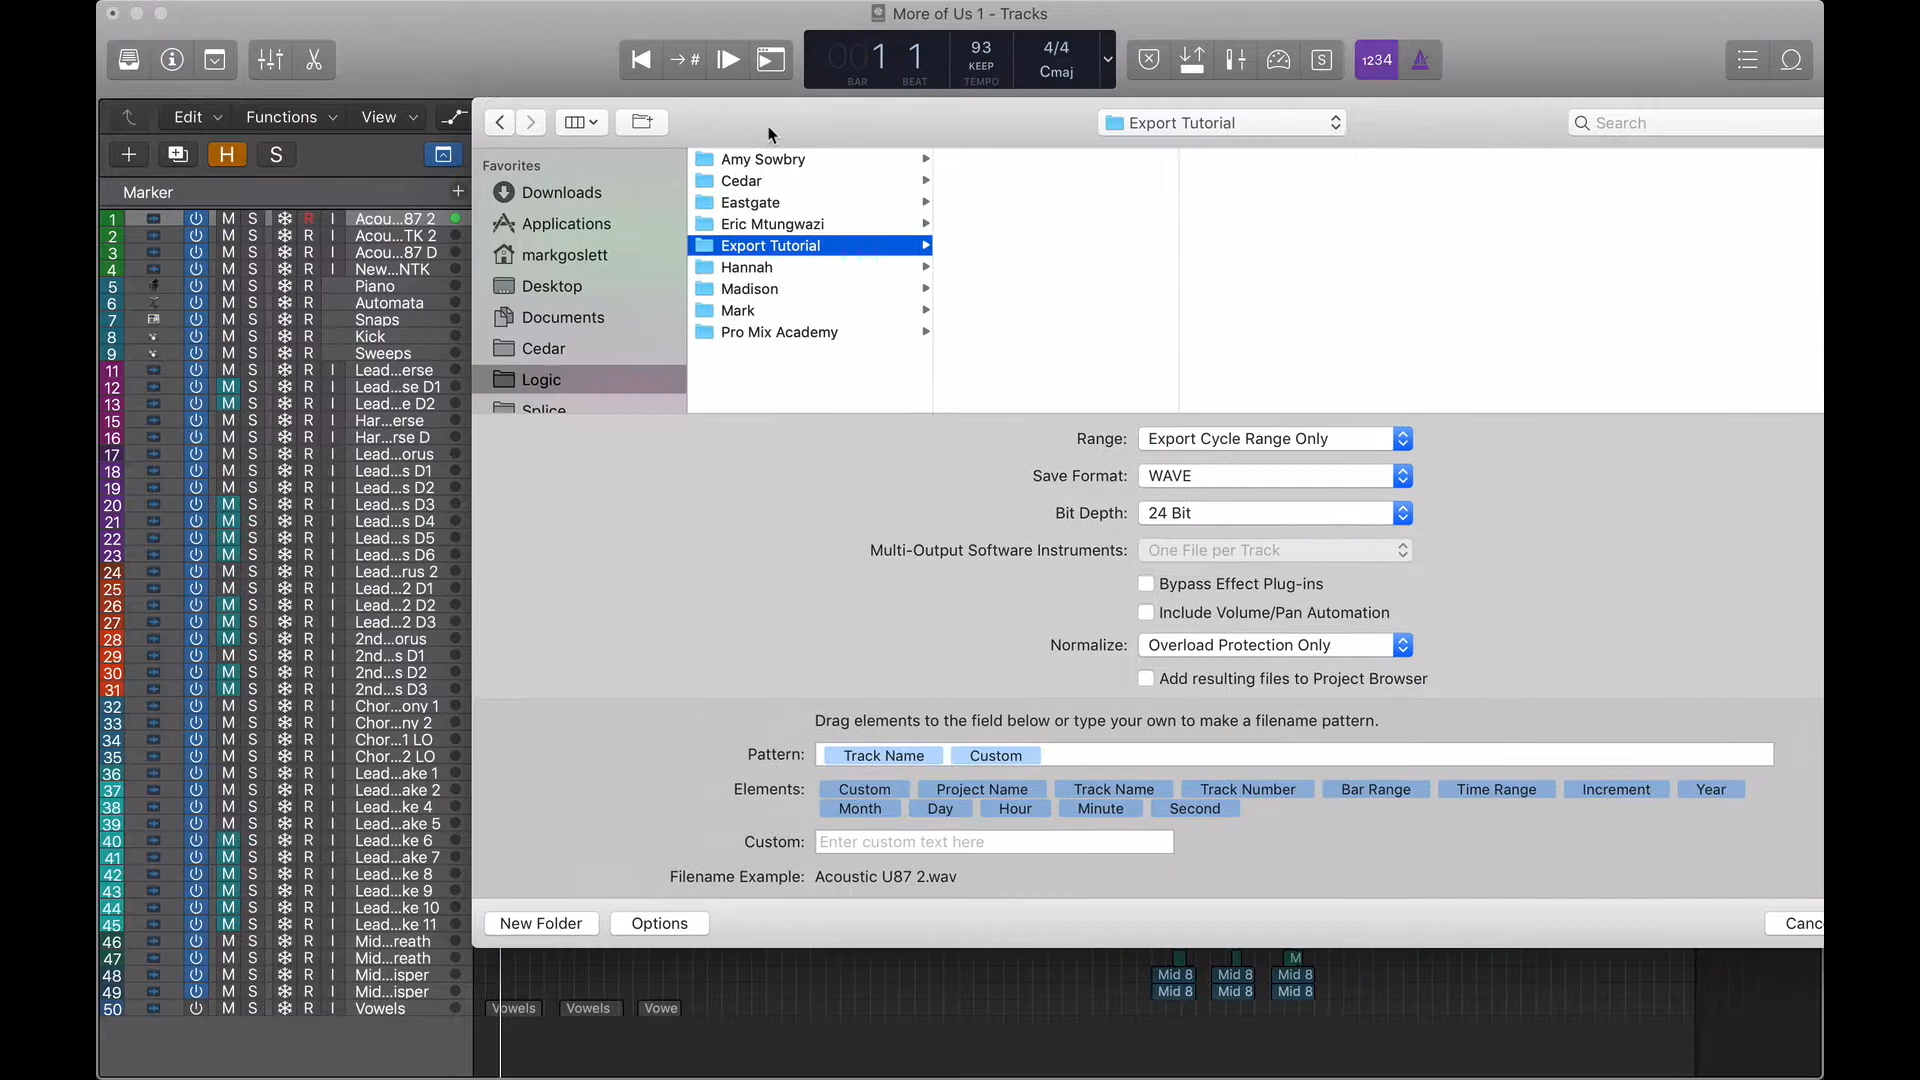 More of Us 1 - Tracks
001 1
BAR BEAT
93
KEEP
TEMPO
4/4
Cmaj
S
1234
Edit Functions View
H S
Marker
Export Tutorial
Search
Favorites
Downloads
Applications
markgoslett
Desktop
Documents
Cedar
Logic
Splice
Amy Sowbry
Cedar
Eastgate
Eric Mtungwazi
Export Tutorial
Hannah
Madison
Mark
Pro Mix Academy
1 M S R I Acou...87 2
2 M S R I Acou...TK 2
3 M S R I Acou...87 D
4 M S R I New...NTK
5 M S R Piano
6 M S R Automata
7 M S R Snaps
8 M S R Kick
9 M S R Sweeps
11 M S R I Lead...erse
12 M S R I Lead...se D1
13 M S R I Lead...e D2
15 M S R I Har...erse
16 M S R I Har...rse D
17 M S R I Lead...orus
18 M S R I Lead...s D1
19 M S R I Lead...s D2
20 M S R I Lead...s D3
21 M S R I Lead...s D4
22 M S R I Lead...s D5
23 M S R I Lead...s D6
24 M S R I Lead...rus 2
25 M S R I Lead...2 D1
26 M S R I Lead...2 D2
27 M S R I Lead...2 D3
28 M S R I 2nd...orus
29 M S R I 2nd...s D1
30 M S R I 2nd...s D2
31 M S R I 2nd...s D3
32 M S R I Chor...ony 1
33 M S R I Chor...ny 2
34 M S R I Chor...1 LO
35 M S R I Chor...2 LO
36 M S R I Lead...ake 1
37 M S R I Lead...ake 2
38 M S R I Lead...ke 4
39 M S R I Lead...ake 5
40 M S R I Lead...ke 6
41 M S R I Lead...ake 7
42 M S R I Lead...ke 8
43 M S R I Lead...ke 9
44 M S R I Lead...ke 10
45 M S R I Lead...ke 11
46 M S R I Mid...reath
47 M S R I Mid...reath
48 M S R I Mid...isper
49 M S R I Mid...isper
50 M S R I Vowels
Range: Export Cycle Range Only
Save Format: WAVE
Bit Depth: 24 Bit
Multi-Output Software Instruments: One File per Track
Bypass Effect Plug-ins
Include Volume/Pan Automation
Normalize: Overload Protection Only
Add resulting files to Project Browser
Drag elements to the field below or type your own to make a filename pattern.
Pattern: Track Name Custom
Elements: Custom Project Name Track Name Track Number Bar Range Time Range Increment Year
Month Day Hour Minute Second
Custom: Enter custom text here
Filename Example: Acoustic U87 2.wav
New Folder Options Canc
M
Mid 8 Mid 8 Mid 8
Mid 8 Mid 8 Mid 8
Vowels Vowels Vowe